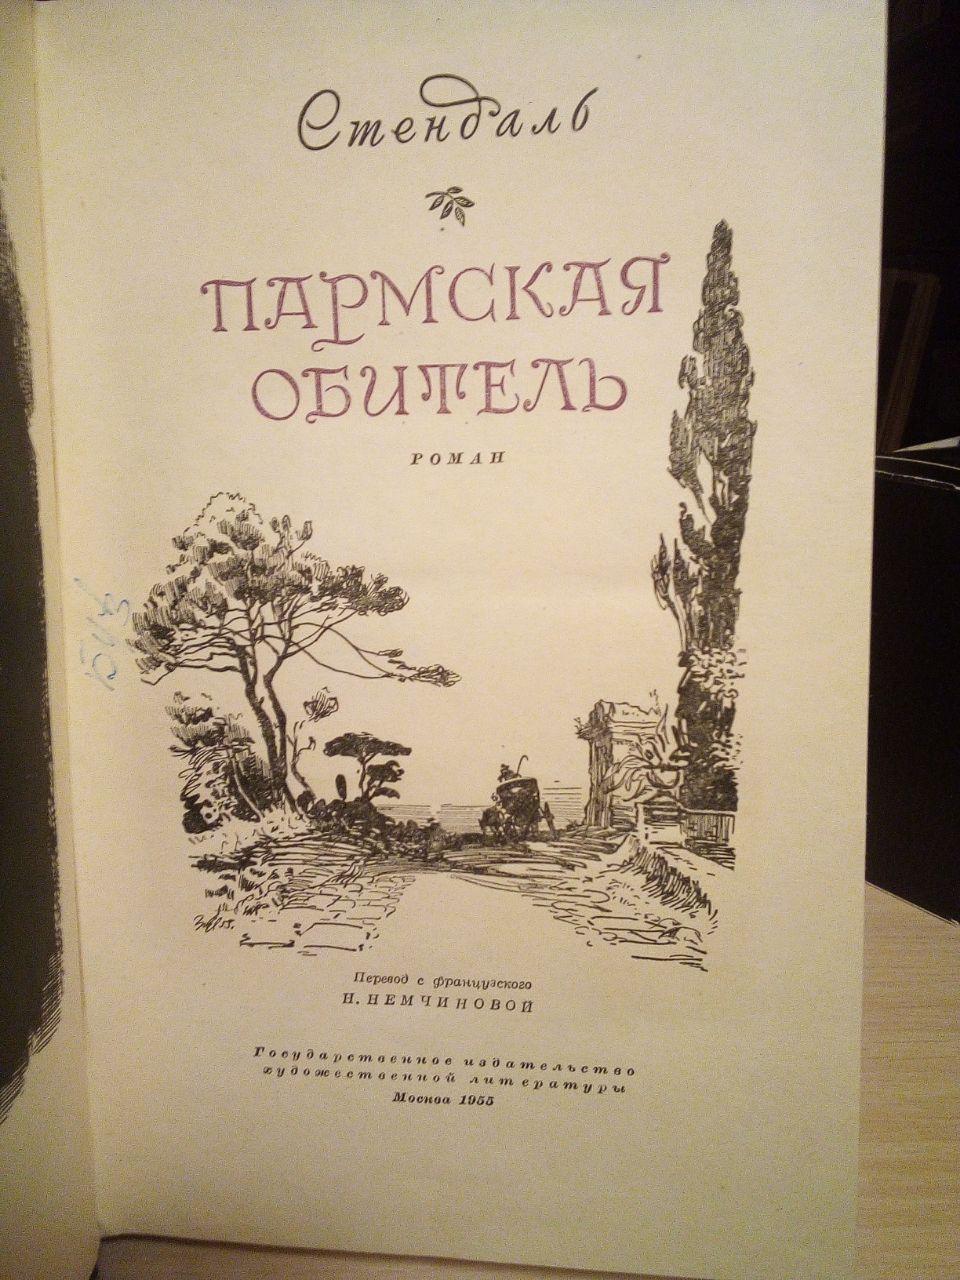 Стендаль
ПАРМСКАЯ
ОБИТЕЛЬ
РОМАН
Перевод с французского
Н. НЕМЧИНОВОЙ
Государственное издательство
художественной литературы
Москва 1955